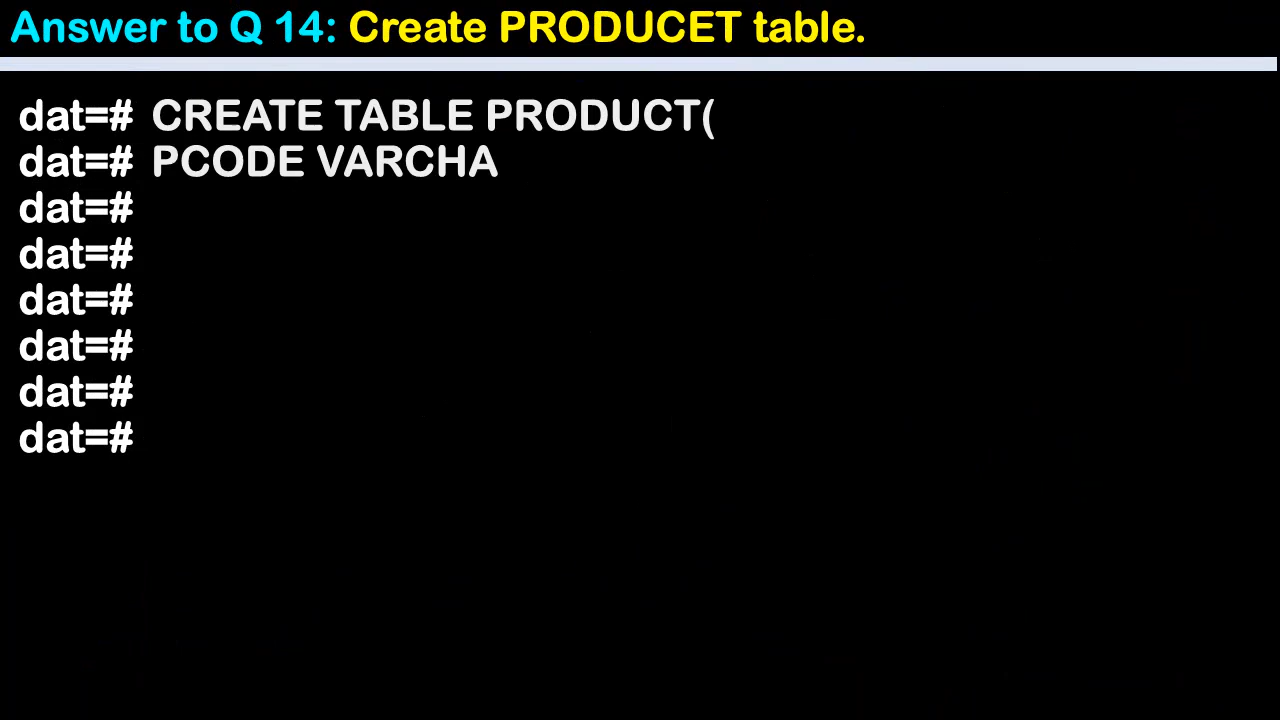 Answer to Q 14: Create PRODUCET table.
dat=# CREATE TABLE PRODUCT(
dat=# PCODE VARCHA
dat=#
dat=#
dat=#
dat=#
dat=#
dat=#